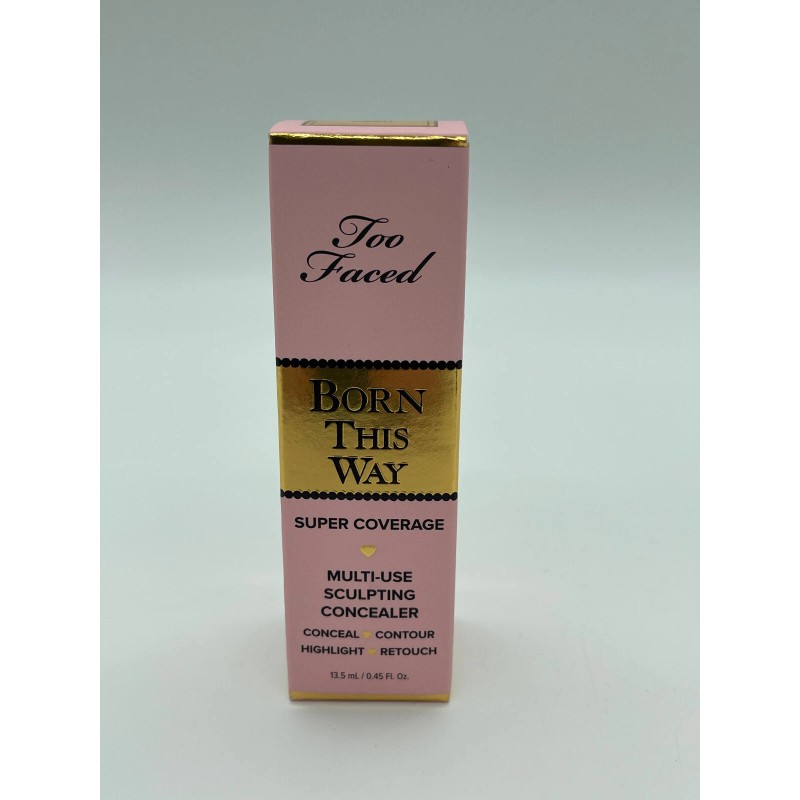 Too
Faced
BORN
THIS
WAY
SUPER COVERAGE
MULTI-USE
SCULPTING
CONCEALER
CONCEAL CONTOUR
HIGHLIGHT RETOUCH
13.5 mL / 0.45 Fl. Oz.